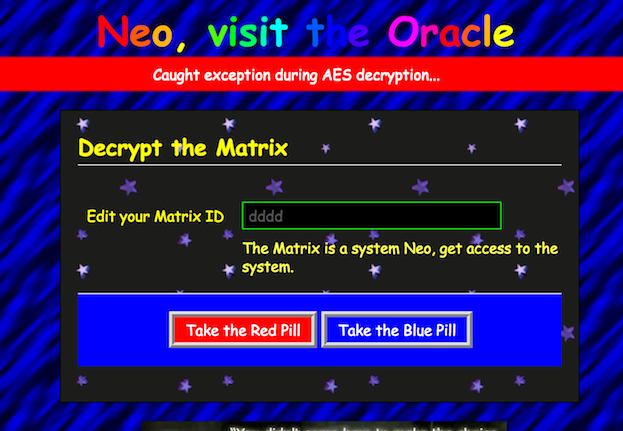 Neo, visit the Oracle
Caught exception during AES decryption...
Decrypt the Matrix
Edit your Matrix ID
dddd
The Matrix is a system Neo, get access to the
system.
Take the Red Pill
Take the Blue Pill